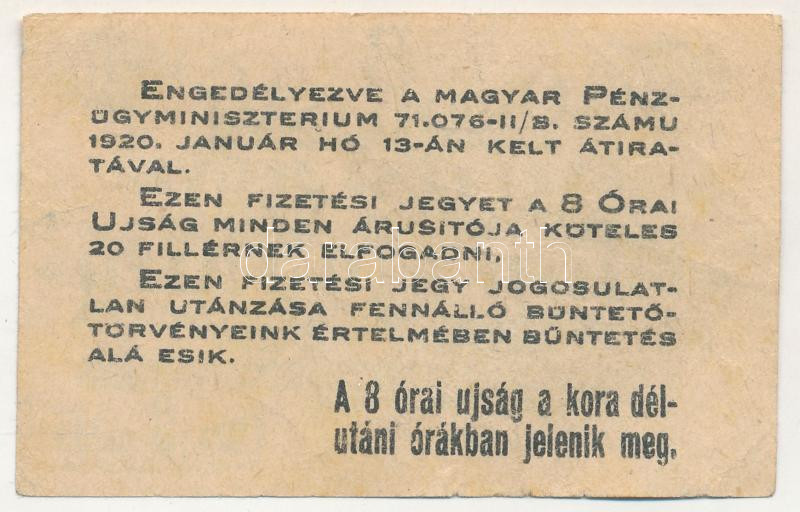 ENGEDÉLYEZVE A MAGYAR PÉNZ-
ÜGYMINISZTERIUM 71.076-II/B. SZÁMU
1920. JANUÁR HÓ 13-ÁN KELT ÁTIRA-
TÁVAL.
EZEN FIZETÉSI JEGYET A 8 ÓRAI
UJSÁG MINDEN ÁRUSITÓJA KÖTELES
20 FILLÉRNEK ELFOGADNI.
darabanth
EZEN FIZETÉSI JEGY JOGOSULAT-
LAN UTÁNZÁSA FENNÁLLÓ BÜNTETŐ-
TÖRVÉNYEINK ÉRTELMÉBEN BÜNTETÉS
ALÁ ESIK.
A 8 órai ujság a kora dél-
utáni órákban jelenik meg.